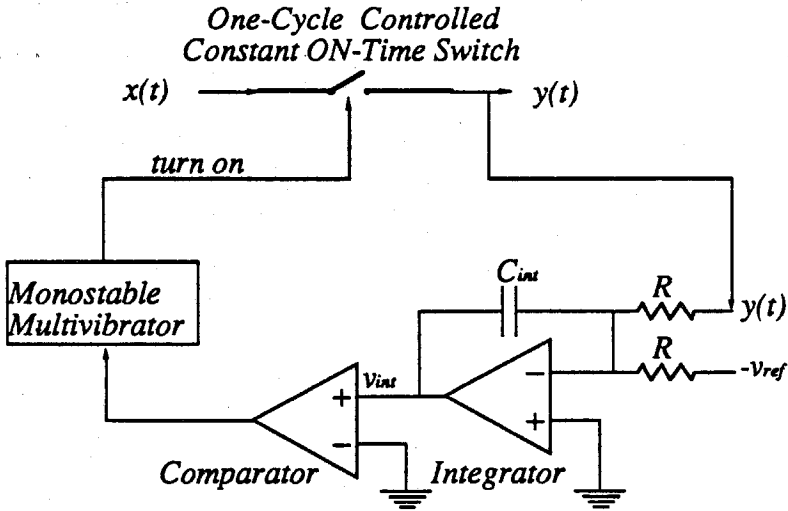 One-Cycle Controlled
Constant ON-Time Switch
x(t)
y(t)
turn on
Monostable
Multivibrator
C_int
R
y(t)
R
-v_ref
v_int
+
−
−
+
Comparator
Integrator